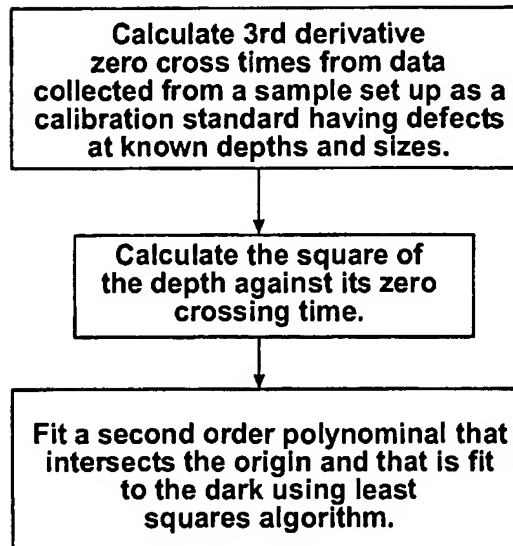 Calculate 3rd derivative
zero cross times from data
collected from a sample set up as a
calibration standard having defects
at known depths and sizes.
Calculate the square of
the depth against its zero
crossing time.
Fit a second order polynominal that
intersects the origin and that is fit
to the dark using least
squares algorithm.